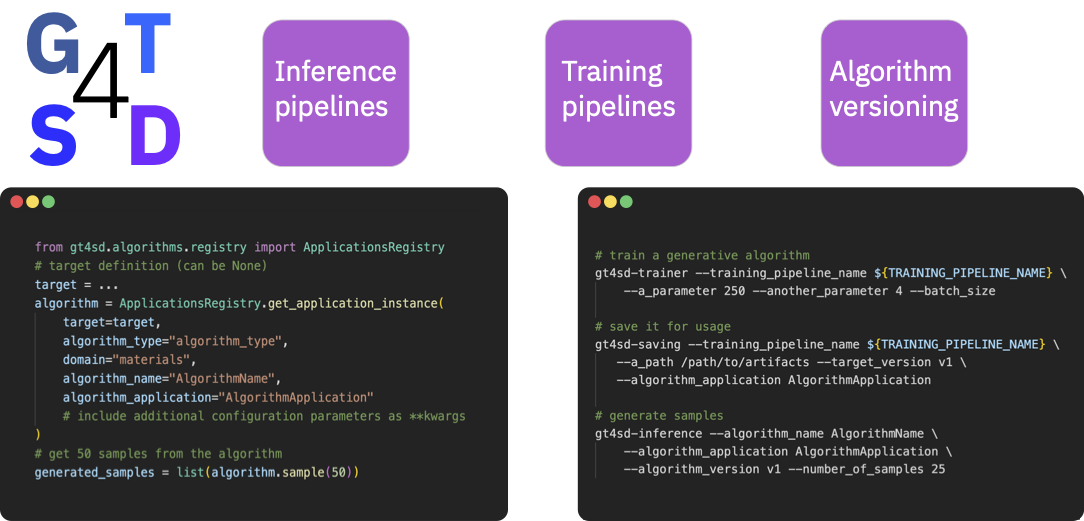 G T
4
S D
Inference
pipelines
Training
pipelines
Algorithm
versioning
from gt4sd.algorithms.registry import ApplicationsRegistry
# target definition (can be None)
target = ...
algorithm = ApplicationsRegistry.get_application_instance(
    target=target,
    algorithm_type="algorithm_type",
    domain="materials",
    algorithm_name="AlgorithmName",
    algorithm_application="AlgorithmApplication"
    # include additional configuration parameters as **kwargs
)
# get 50 samples from the algorithm
generated_samples = list(algorithm.sample(50))
# train a generative algorithm
gt4sd-trainer --training_pipeline_name ${TRAINING_PIPELINE_NAME} \
    --a_parameter 250 --another_parameter 4 --batch_size
# save it for usage
gt4sd-saving --training_pipeline_name ${TRAINING_PIPELINE_NAME} \
   --a_path /path/to/artifacts --target_version v1 \
   --algorithm_application AlgorithmApplication
# generate samples
gt4sd-inference --algorithm_name AlgorithmName \
    --algorithm_application AlgorithmApplication \
    --algorithm_version v1 --number_of_samples 25